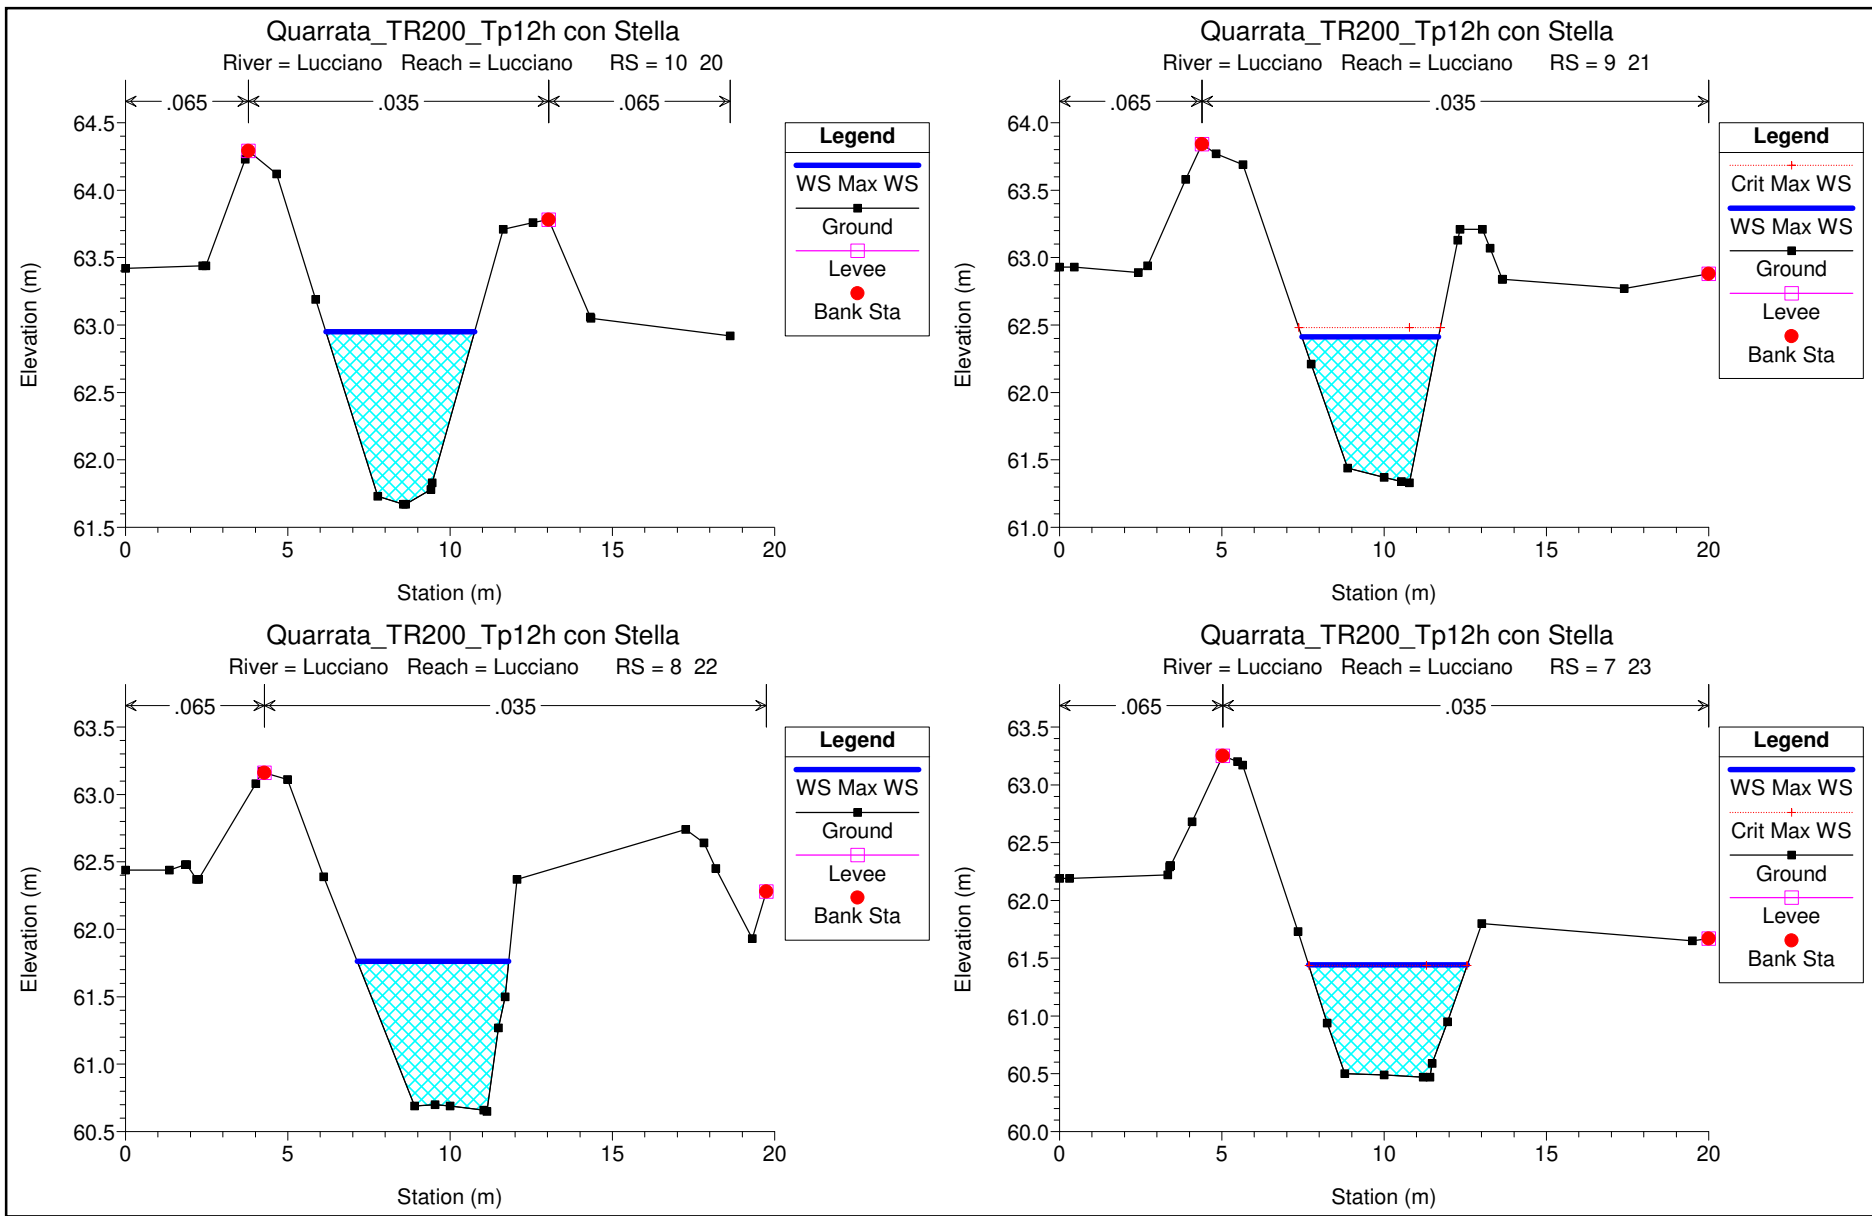 Quarrata_TR200_Tp12h con Stella
River = Lucciano   Reach = Lucciano      RS = 10  20
.065 .035 .065
64.5
64.0
63.5
63.0
62.5
62.0
61.5
Elevation (m)
0 5 10 15 20
Station (m)
Legend
WS Max WS
Ground
Levee
Bank Sta
Quarrata_TR200_Tp12h con Stella
River = Lucciano   Reach = Lucciano      RS = 9  21
.065 .035
64.0
63.5
63.0
62.5
62.0
61.5
61.0
Elevation (m)
0 5 10 15 20
Station (m)
Legend
Crit Max WS
WS Max WS
Ground
Levee
Bank Sta
Quarrata_TR200_Tp12h con Stella
River = Lucciano   Reach = Lucciano      RS = 8  22
.065 .035
63.5
63.0
62.5
62.0
61.5
61.0
60.5
Elevation (m)
0 5 10 15 20
Station (m)
Legend
WS Max WS
Ground
Levee
Bank Sta
Quarrata_TR200_Tp12h con Stella
River = Lucciano   Reach = Lucciano      RS = 7  23
.065 .035
63.5
63.0
62.5
62.0
61.5
61.0
60.5
60.0
Elevation (m)
0 5 10 15 20
Station (m)
Legend
WS Max WS
Crit Max WS
Ground
Levee
Bank Sta